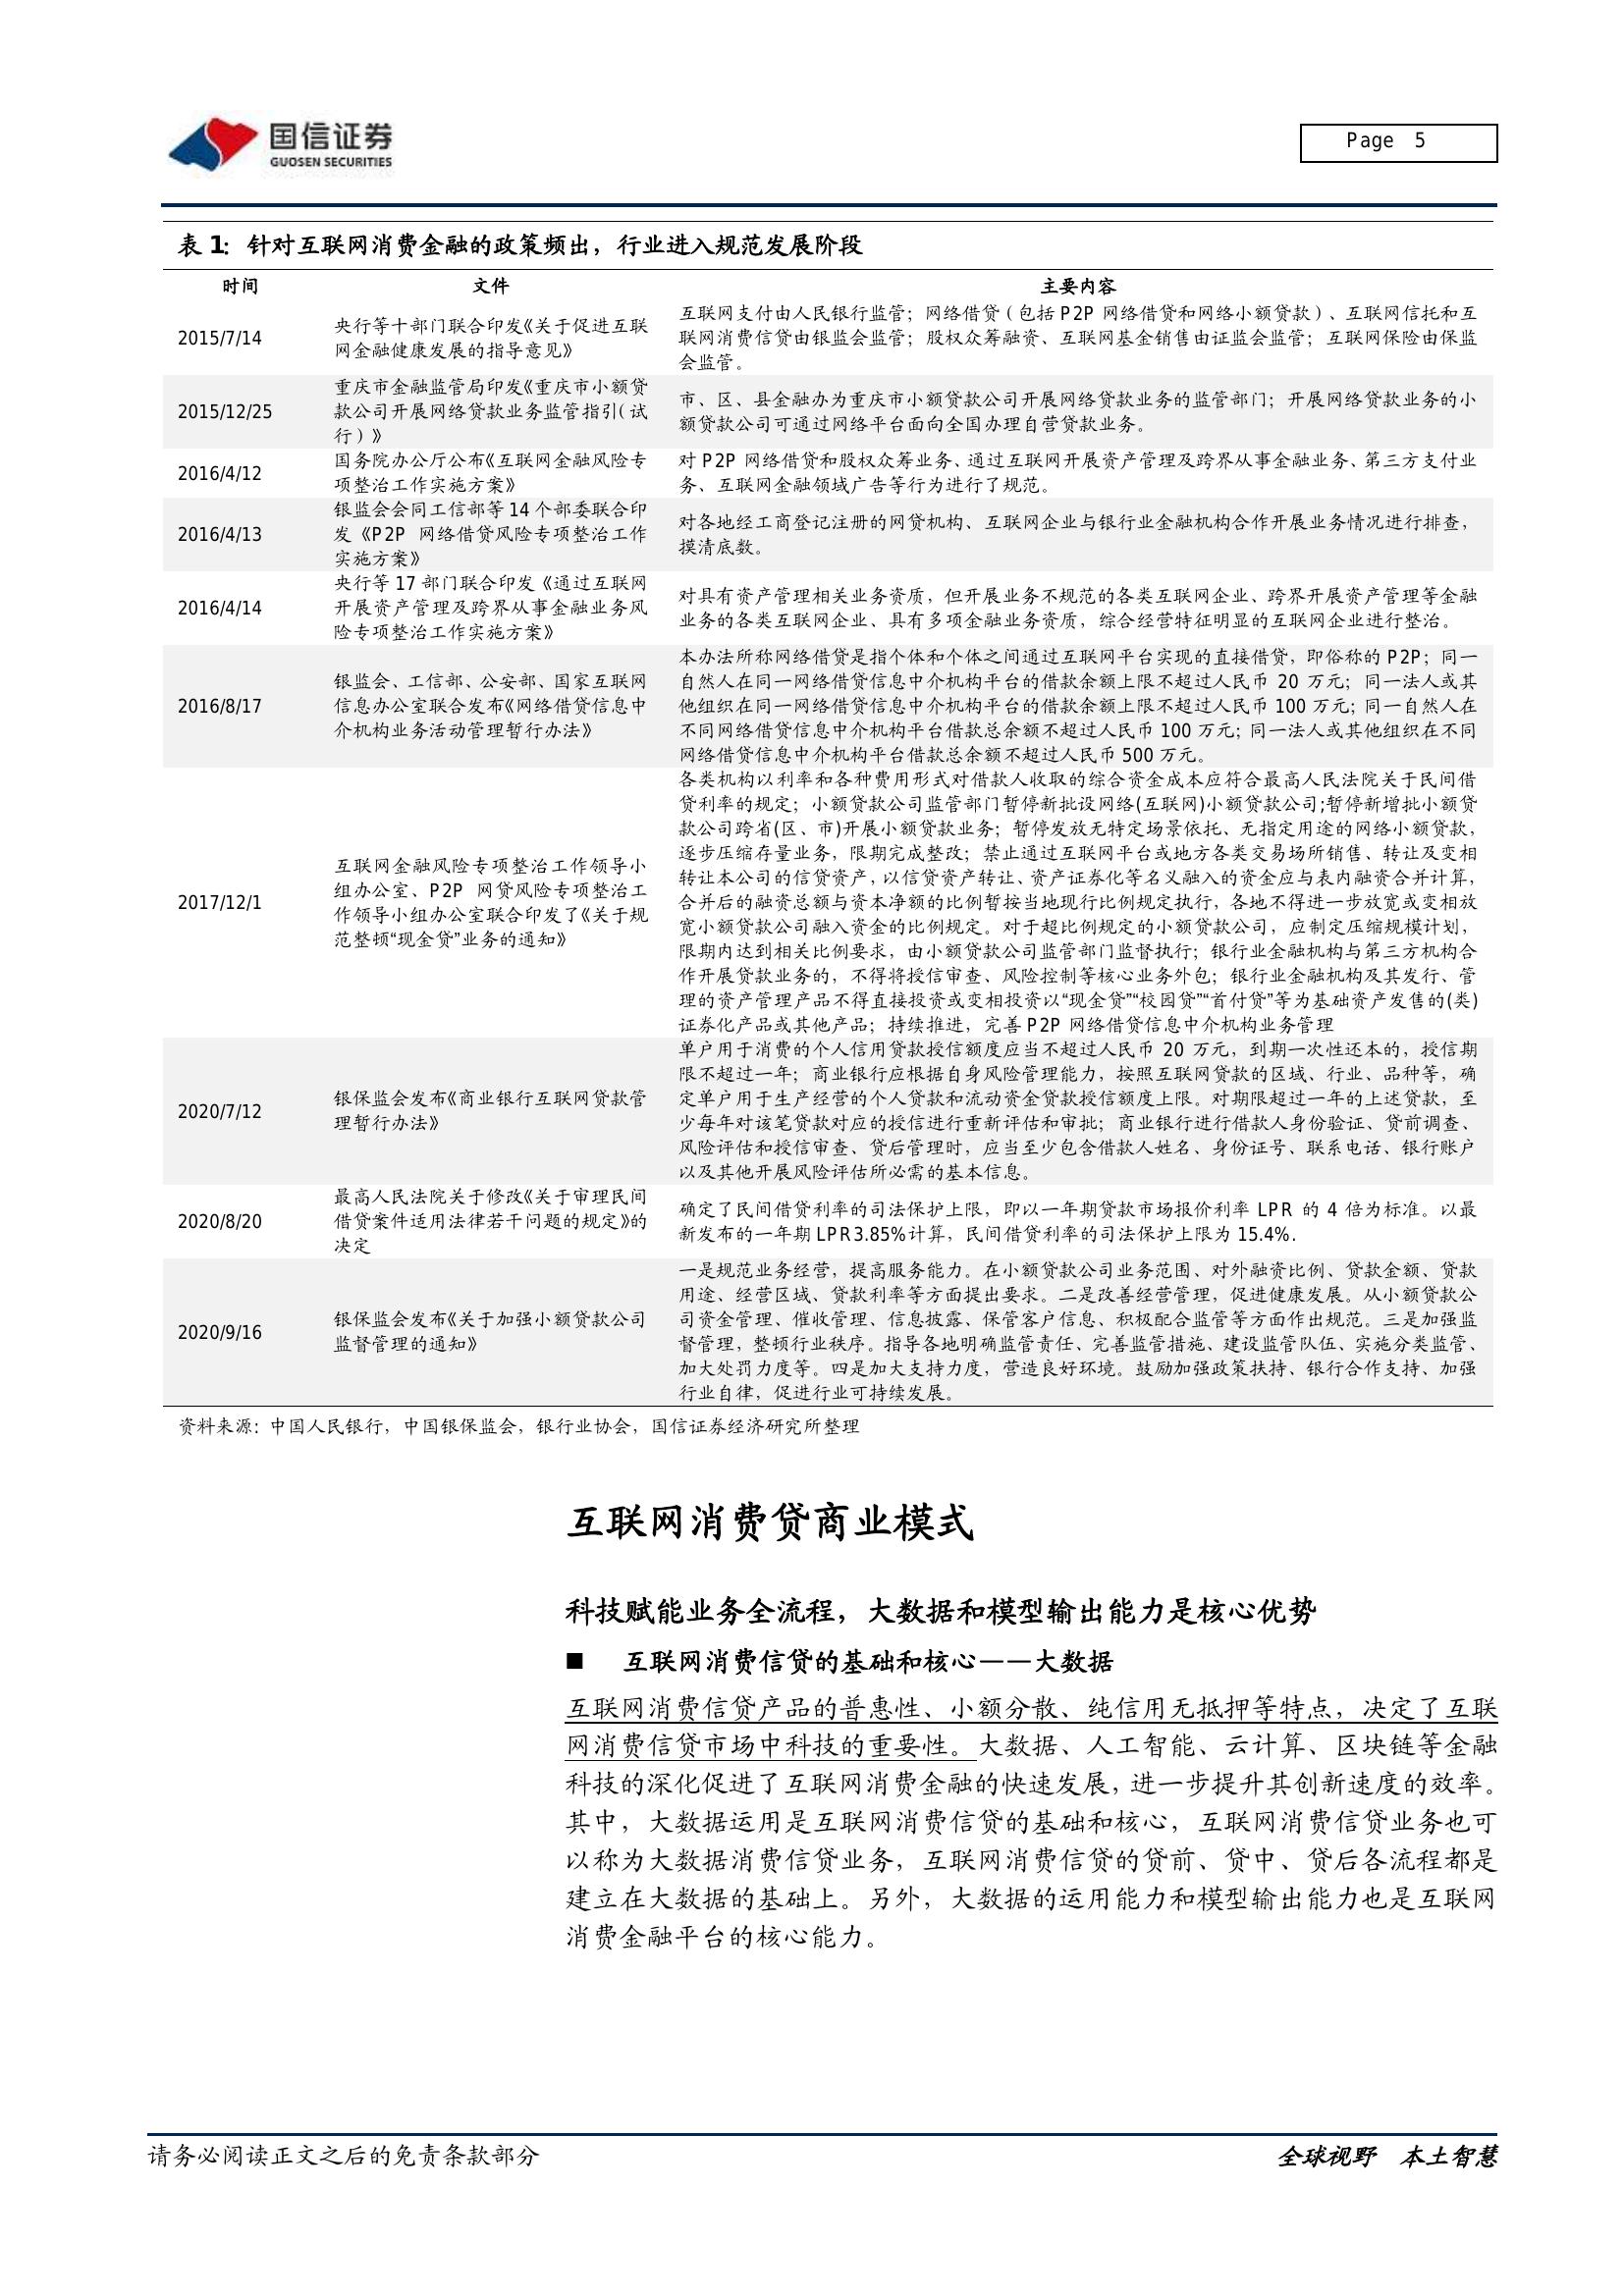 国信证券
GUOSEN SECURITIES
Page 5
表 1：针对互联网消费金融的政策频出，行业进入规范发展阶段
时间 文件 主要内容
2015/7/14
央行等十部门联合印发《关于促进互联
网金融健康发展的指导意见》
互联网支付由人民银行监管；网络借贷（包括 P2P 网络借贷和网络小额贷款）、互联网信托和互
联网消费信贷由银监会监管；股权众筹融资、互联网基金销售由证监会监管；互联网保险由保监
会监管。
2015/12/25
重庆市金融监管局印发《重庆市小额贷
款公司开展网络贷款业务监管指引（试
行）》
市、区、县金融办为重庆市小额贷款公司开展网络贷款业务的监管部门；开展网络贷款业务的小
额贷款公司可通过网络平台面向全国办理自营贷款业务。
2016/4/12
国务院办公厅公布《互联网金融风险专
项整治工作实施方案》
对 P2P 网络借贷和股权众筹业务、通过互联网开展资产管理及跨界从事金融业务、第三方支付业
务、互联网金融领域广告等行为进行了规范。
2016/4/13
银监会会同工信部等 14 个部委联合印
发《P2P 网络借贷风险专项整治工作
实施方案》
对各地经工商登记注册的网贷机构、互联网企业与银行业金融机构合作开展业务情况进行排查，
摸清底数。
2016/4/14
央行等 17 部门联合印发《通过互联网
开展资产管理及跨界从事金融业务风
险专项整治工作实施方案》
对具有资产管理相关业务资质，但开展业务不规范的各类互联网企业、跨界开展资产管理等金融
业务的各类互联网企业、具有多项金融业务资质，综合经营特征明显的互联网企业进行整治。
2016/8/17
银监会、工信部、公安部、国家互联网
信息办公室联合发布《网络借贷信息中
介机构业务活动管理暂行办法》
本办法所称网络借贷是指个体和个体之间通过互联网平台实现的直接借贷，即俗称的 P2P；同一
自然人在同一网络借贷信息中介机构平台的借款余额上限不超过人民币 20 万元；同一法人或其
他组织在同一网络借贷信息中介机构平台的借款余额上限不超过人民币 100 万元；同一自然人在
不同网络借贷信息中介机构平台借款总余额不超过人民币 100 万元；同一法人或其他组织在不同
网络借贷信息中介机构平台借款总余额不超过人民币 500 万元。
2017/12/1
互联网金融风险专项整治工作领导小
组办公室、P2P 网贷风险专项整治工
作领导小组办公室联合印发了《关于规
范整顿“现金贷”业务的通知》
各类机构以利率和各种费用形式对借款人收取的综合资金成本应符合最高人民法院关于民间借
贷利率的规定；小额贷款公司监管部门暂停新批设网络(互联网)小额贷款公司;暂停新增批小额贷
款公司跨省(区、市)开展小额贷款业务；暂停发放无特定场景依托、无指定用途的网络小额贷款，
逐步压缩存量业务，限期完成整改；禁止通过互联网平台或地方各类交易场所销售、转让及变相
转让本公司的信贷资产，以信贷资产转让、资产证券化等名义融入的资金应与表内融资合并计算，
合并后的融资总额与资本净额的比例暂按当地现行比例规定执行，各地不得进一步放宽或变相放
宽小额贷款公司融入资金的比例规定。对于超比例规定的小额贷款公司，应制定压缩规模计划，
限期内达到相关比例要求，由小额贷款公司监管部门监督执行；银行业金融机构与第三方机构合
作开展贷款业务的，不得将授信审查、风险控制等核心业务外包；银行业金融机构及其发行、管
理的资产管理产品不得直接投资或变相投资以“现金贷”“校园贷”“首付贷”等为基础资产发售的(类)
证券化产品或其他产品；持续推进，完善 P2P 网络借贷信息中介机构业务管理
2020/7/12
银保监会发布《商业银行互联网贷款管
理暂行办法》
单户用于消费的个人信用贷款授信额度应当不超过人民币 20 万元，到期一次性还本的，授信期
限不超过一年；商业银行应根据自身风险管理能力，按照互联网贷款的区域、行业、品种等，确
定单户用于生产经营的个人贷款和流动资金贷款授信额度上限。对期限超过一年的上述贷款，至
少每年对该笔贷款对应的授信进行重新评估和审批；商业银行进行借款人身份验证、贷前调查、
风险评估和授信审查、贷后管理时，应当至少包含借款人姓名、身份证号、联系电话、银行账户
以及其他开展风险评估所必需的基本信息。
2020/8/20
最高人民法院关于修改《关于审理民间
借贷案件适用法律若干问题的规定》的
决定
确定了民间借贷利率的司法保护上限，即以一年期贷款市场报价利率 LPR 的 4 倍为标准。以最
新发布的一年期 LPR3.85%计算，民间借贷利率的司法保护上限为 15.4%.
2020/9/16
银保监会发布《关于加强小额贷款公司
监督管理的通知》
一是规范业务经营，提高服务能力。在小额贷款公司业务范围、对外融资比例、贷款金额、贷款
用途、经营区域、贷款利率等方面提出要求。二是改善经营管理，促进健康发展。从小额贷款公
司资金管理、催收管理、信息披露、保管客户信息、积极配合监管等方面作出规范。三是加强监
督管理，整顿行业秩序。指导各地明确监管责任、完善监管措施、建设监管队伍、实施分类监管、
加大处罚力度等。四是加大支持力度，营造良好环境。鼓励加强政策扶持、银行合作支持、加强
行业自律，促进行业可持续发展。
资料来源：中国人民银行，中国银保监会，银行业协会，国信证券经济研究所整理
互联网消费贷商业模式
科技赋能业务全流程，大数据和模型输出能力是核心优势
■ 互联网消费信贷的基础和核心——大数据
互联网消费信贷产品的普惠性、小额分散、纯信用无抵押等特点，决定了互联
网消费信贷市场中科技的重要性。大数据、人工智能、云计算、区块链等金融
科技的深化促进了互联网消费金融的快速发展，进一步提升其创新速度的效率。
其中，大数据运用是互联网消费信贷的基础和核心，互联网消费信贷业务也可
以称为大数据消费信贷业务，互联网消费信贷的贷前、贷中、贷后各流程都是
建立在大数据的基础上。另外，大数据的运用能力和模型输出能力也是互联网
消费金融平台的核心能力。
请务必阅读正文之后的免责条款部分
全球视野 本土智慧